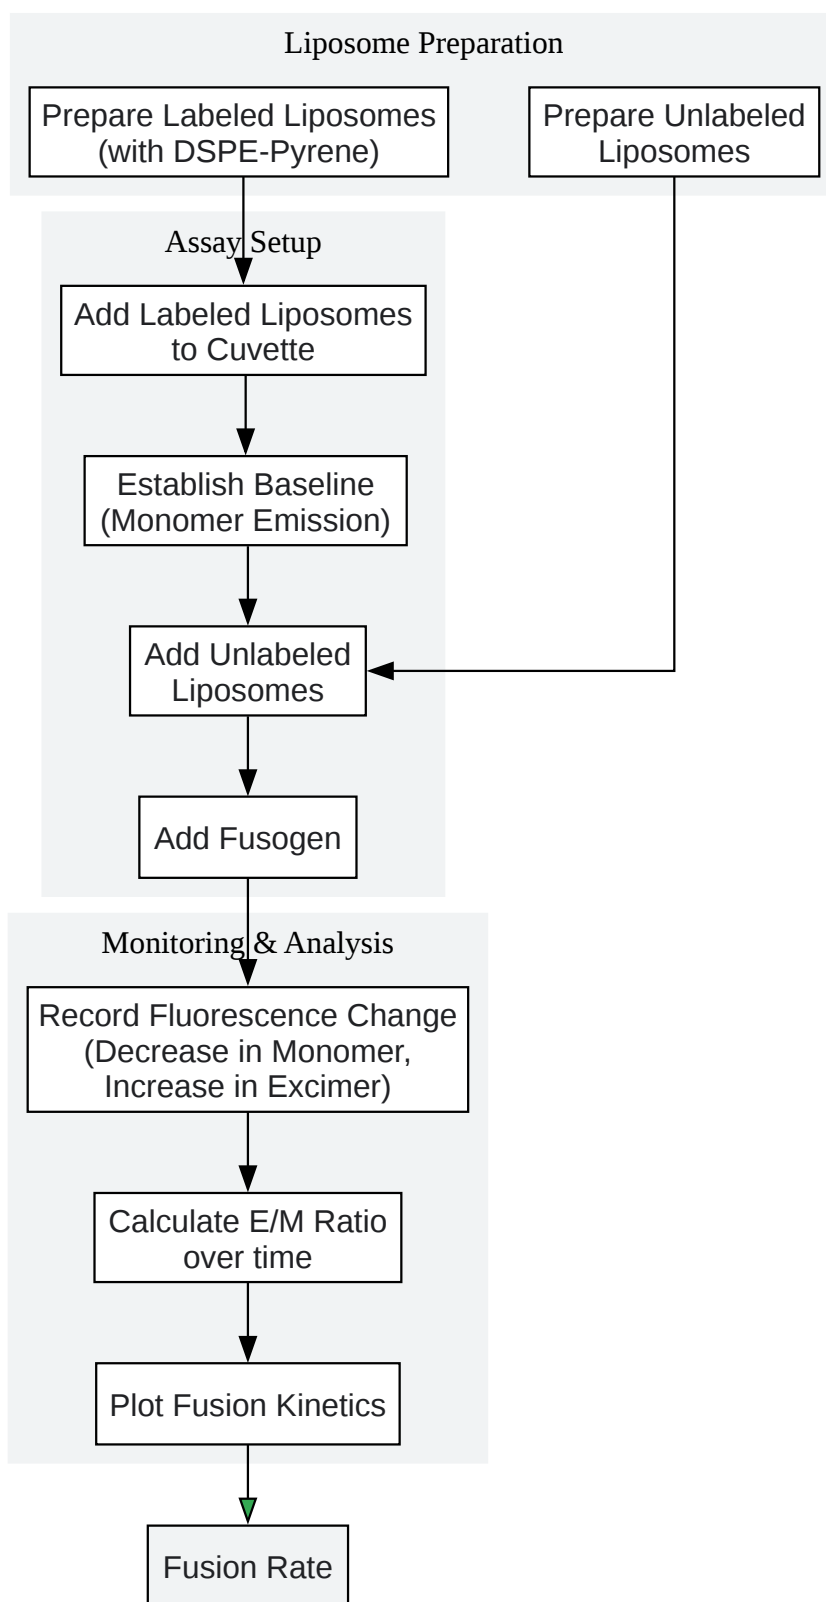 Liposome Preparation
Prepare Labeled Liposomes
(with DSPE-Pyrene)
Prepare Unlabeled
Liposomes
Assay Setup
Add Labeled Liposomes
to Cuvette
Establish Baseline
(Monomer Emission)
Add Unlabeled
Liposomes
Add Fusogen
Monitoring & Analysis
Record Fluorescence Change
(Decrease in Monomer,
Increase in Excimer)
Calculate E/M Ratio
over time
Plot Fusion Kinetics
Fusion Rate